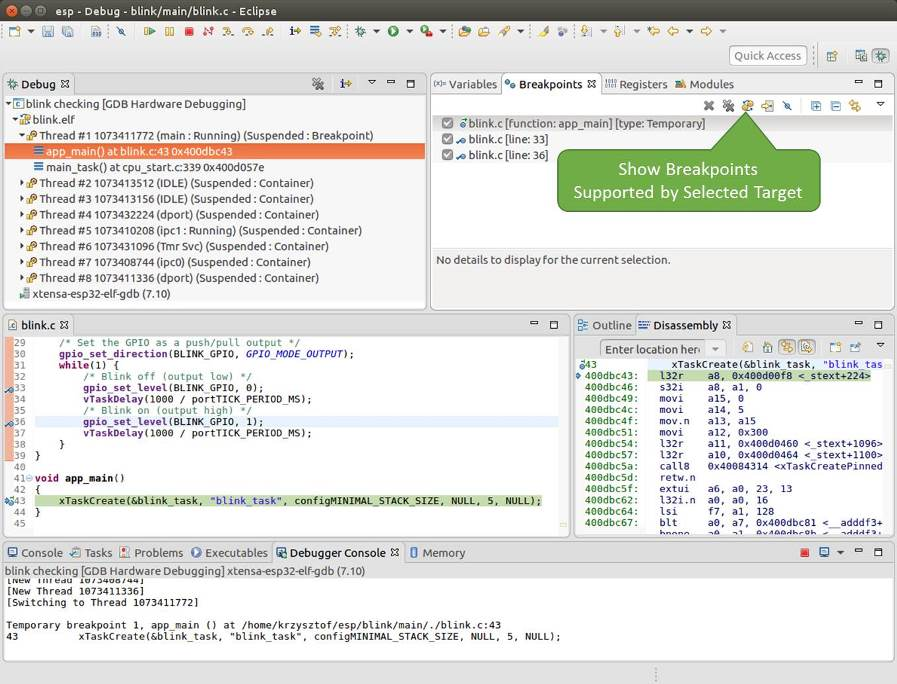 esp - Debug - blink/main/blink.c - Eclipse
Quick Access
Debug
blink checking [GDB Hardware Debugging]
blink.elf
Thread #1 1073411772 (main : Running) (Suspended : Breakpoint)
app_main() at blink.c:43 0x400dbc43
main_task() at cpu_start.c:339 0x400d057e
Thread #2 1073413512 (IDLE) (Suspended : Container)
Thread #3 1073413156 (IDLE) (Suspended : Container)
Thread #4 1073432224 (dport) (Suspended : Container)
Thread #5 1073410208 (ipc1 : Running) (Suspended : Container)
Thread #6 1073431096 (Tmr Svc) (Suspended : Container)
Thread #7 1073408744 (ipc0) (Suspended : Container)
Thread #8 1073411336 (dport) (Suspended : Container)
xtensa-esp32-elf-gdb (7.10)
(x)= Variables Breakpoints Registers Modules
blink.c [function: app_main] [type: Temporary]
blink.c [line: 33]
blink.c [line: 36]
Show Breakpoints
Supported by Selected Target
No details to display for the current selection.
blink.c
29 /* Set the GPIO as a push/pull output */
30 gpio_set_direction(BLINK_GPIO, GPIO_MODE_OUTPUT);
31 while(1) {
32 /* Blink off (output low) */
33 gpio_set_level(BLINK_GPIO, 0);
34 vTaskDelay(1000 / portTICK_PERIOD_MS);
35 /* Blink on (output high) */
36 gpio_set_level(BLINK_GPIO, 1);
37 vTaskDelay(1000 / portTICK_PERIOD_MS);
38 }
39 }
40
41 void app_main()
42 {
43 xTaskCreate(&blink_task, "blink_task", configMINIMAL_STACK_SIZE, NULL, 5, NULL);
44 }
45
Outline Disassembly
Enter location her
43 xTaskCreate(&blink_task, "blink_tas
400dbc43: l32r a8, 0x400d00f8 <_stext+224>
400dbc46: s32i a8, a1, 0
400dbc49: movi a15, 0
400dbc4c: movi a14, 5
400dbc4f: mov.n a13, a15
400dbc51: movi a12, 0x300
400dbc54: l32r a11, 0x400d0460 <_stext+1096>
400dbc57: l32r a10, 0x400d0464 <_stext+1100>
400dbc5a: call8 0x40084314 <xTaskCreatePinned
400dbc5d: retw.n
400dbc5f: extui a6, a0, 23, 13
400dbc62: l32i.n a0, a0, 16
400dbc64: lsi f7, a1, 128
400dbc67: blt a0, a7, 0x400dbc81 <__adddf3+
Console Tasks Problems Executables Debugger Console Memory
blink checking [GDB Hardware Debugging] xtensa-esp32-elf-gdb (7.10)
[New Thread 1073408744]
[New Thread 1073411336]
[Switching to Thread 1073411772]
Temporary breakpoint 1, app_main () at /home/krzysztof/esp/blink/main/./blink.c:43
43 xTaskCreate(&blink_task, "blink_task", configMINIMAL_STACK_SIZE, NULL, 5, NULL);